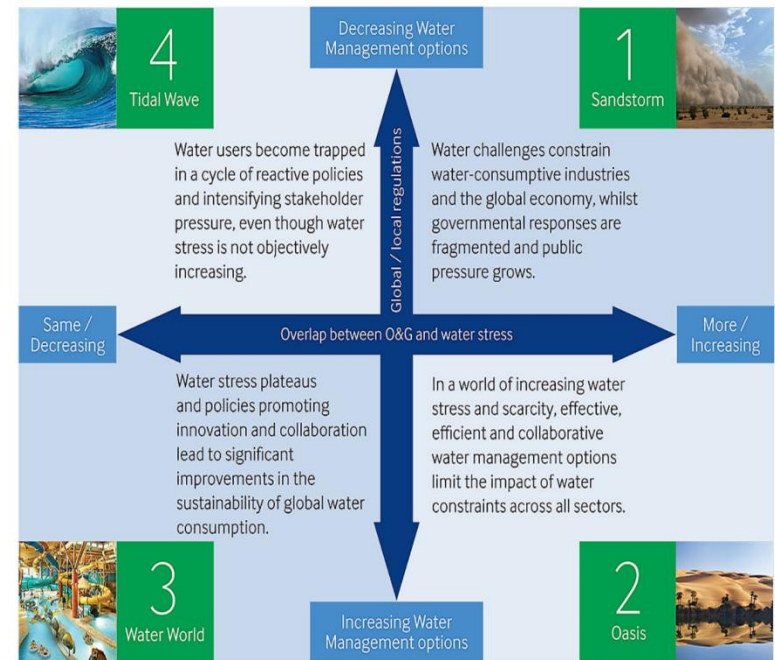 Decreasing Water
Management options
4
Tidal Wave
1
Sandstorm
Water users become trapped
in a cycle of reactive policies
and intensifying stakeholder
pressure, even though water
stress is not objectively
increasing.
Global / local regulations
Water challenges constrain
water-consumptive industries
and the global economy, whilst
governmental responses are
fragmented and public
pressure grows.
Same /
Decreasing
Overlap between O&G and water stress
More /
Increasing
Water stress plateaus
and policies promoting
innovation and collaboration
lead to significant
improvements in the
sustainability of global water
consumption.
In a world of increasing water
stress and scarcity, effective,
efficient and collaborative
water management options
limit the impact of water
constraints across all sectors.
3
Water World
Increasing Water
Management options
2
Oasis